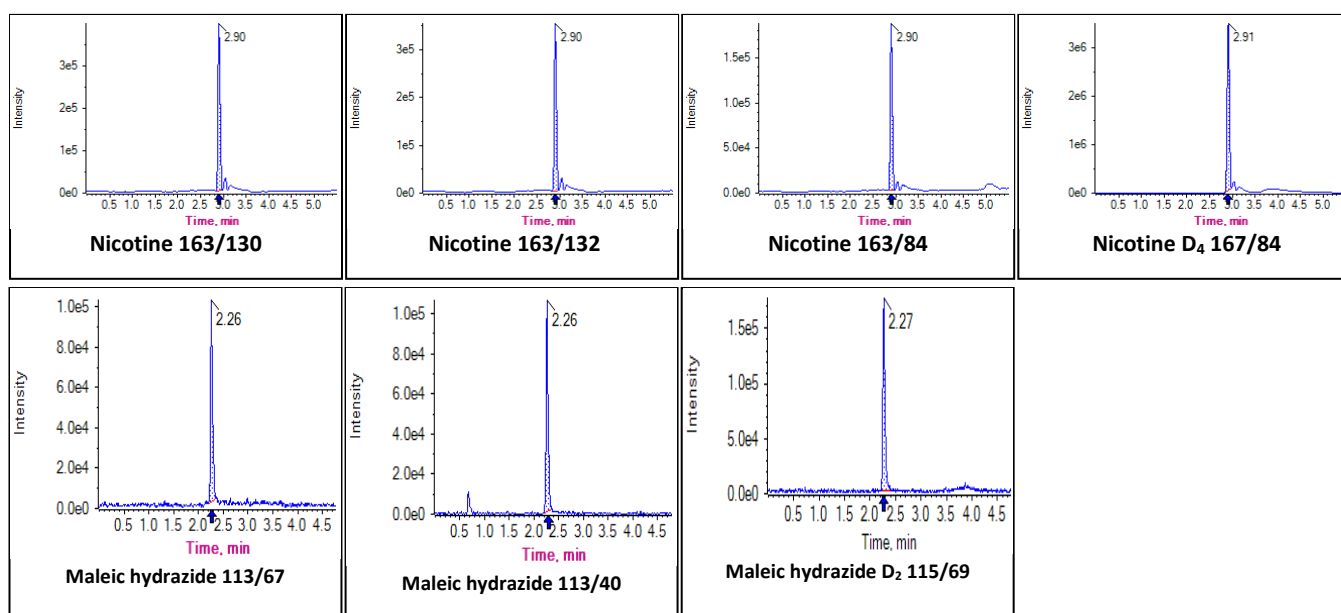 Intensity
3e5
2e5
1e5
0e0
2.90
0.5 1.0 1.5 2.0 2.5 3.0 3.5 4.0 4.5 5.0
Time, min
Nicotine 163/130
Intensity
3e5
2e5
1e5
0e0
2.90
0.5 1.0 1.5 2.0 2.5 3.0 3.5 4.0 4.5 5.0
Time, min
Nicotine 163/132
Intensity
1.5e5
1.0e5
5.0e4
0.0e0
2.90
0.5 1.0 1.5 2.0 2.5 3.0 3.5 4.0 4.5 5.0
Time, min
Nicotine 163/84
Intensity
3e6
2e6
1e6
0e0
2.91
0.5 1.0 1.5 2.0 2.5 3.0 3.5 4.0 4.5 5.0
Time, min
Nicotine D₄ 167/84
Intensity
1.0e5
8.0e4
6.0e4
4.0e4
2.0e4
0.0e0
2.26
0.5 1.0 1.5 2.0 2.5 3.0 3.5 4.0 4.5
Time, min
Maleic hydrazide 113/67
Intensity
1.0e5
8.0e4
6.0e4
4.0e4
2.0e4
0.0e0
2.26
0.5 1.0 1.5 2.0 2.5 3.0 3.5 4.0 4.5
Time, min
Maleic hydrazide 113/40
Intensity
1.5e5
1.0e5
5.0e4
0.0e0
2.27
0.5 1.0 1.5 2.0 2.5 3.0 3.5 4.0 4.5
Time, min
Maleic hydrazide D₂ 115/69